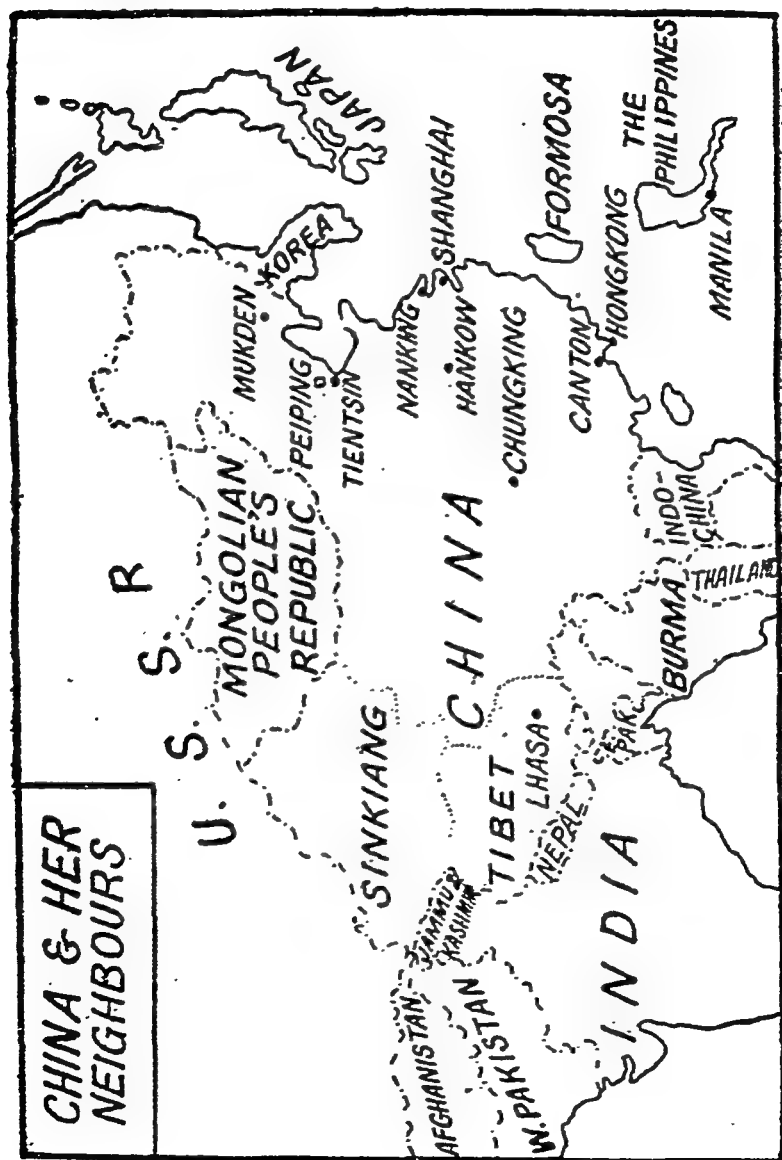 CHINA & HER
NEIGHBOURS
U. S. S. R
MONGOLIAN
PEOPLE'S
REPUBLIC
SINKIANG
MUKDEN
KOREA
JAPAN
PEIPING
TIENTSIN
AFGHANISTAN
JAMMU &
KASHMIR
W. PAKISTAN
CHINA
TIBET
LHASA
NEPAL
NANKING
SHANGHAI
HANKOW
CHUNGKING
CANTON
HONGKONG
FORMOSA
INDIA
PAK.
BURMA
THAILAND
INDO-
CHINA
THE
PHILIPPINES
MANILA